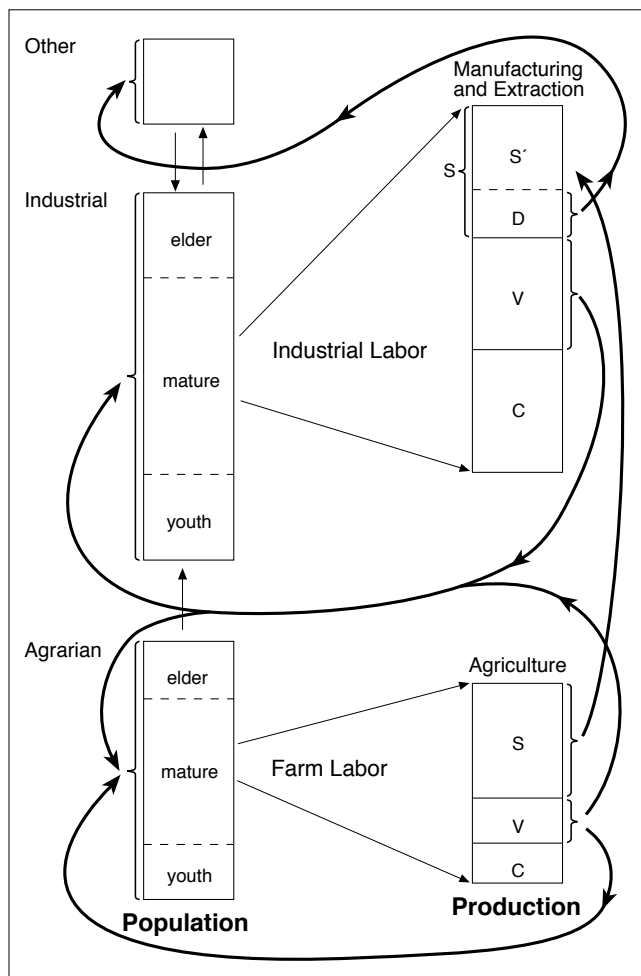 Other
Manufacturing
and Extraction
S
S´
D
V
C
Industrial
elder
mature
youth
Industrial Labor
Agrarian
elder
mature
youth
Farm Labor
Agriculture
S
V
C
Population
Production